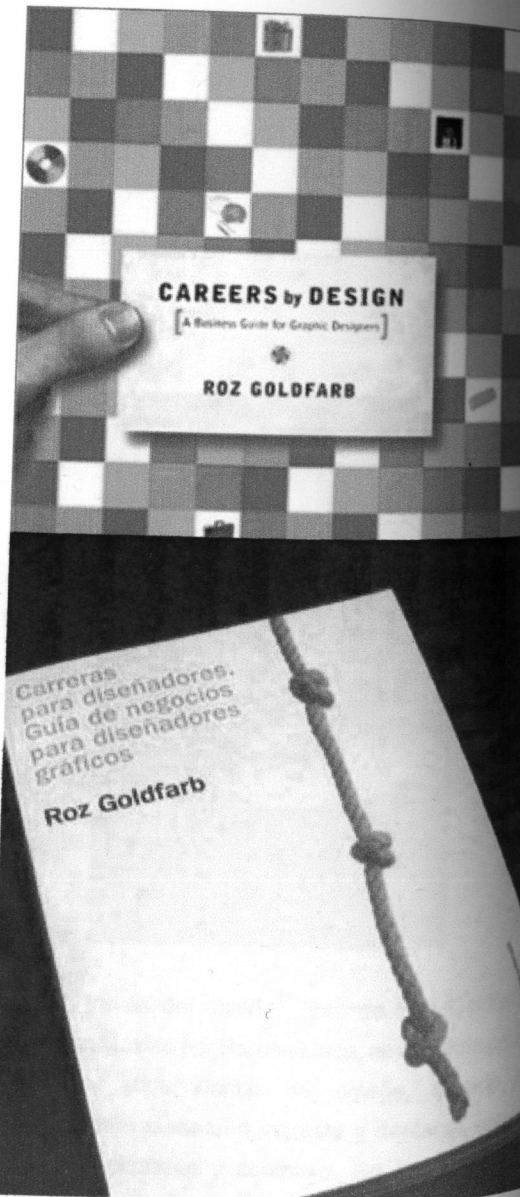 CAREERS by DESIGN
[A Business Guide for Graphic Designers]
ROZ GOLDFARB
Carreras
para diseñadores.
Guía de negocios
para diseñadores
gráficos
Roz Goldfarb